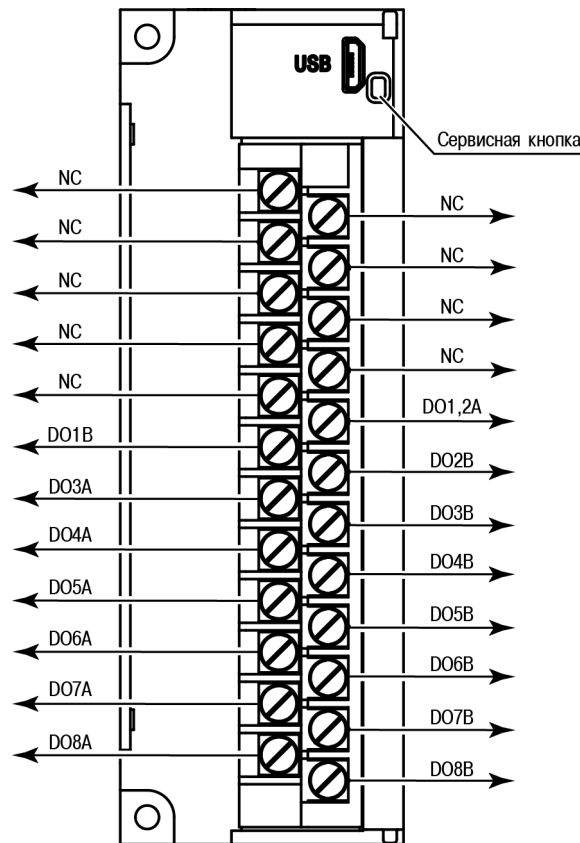 USB
Сервисная кнопка
NC
NC
NC
NC
NC
NC
NC
NC
NC
DO1,2A
DO1B
DO2B
DO3A
DO3B
DO4A
DO4B
DO5A
DO5B
DO6A
DO6B
DO7A
DO7B
DO8A
DO8B